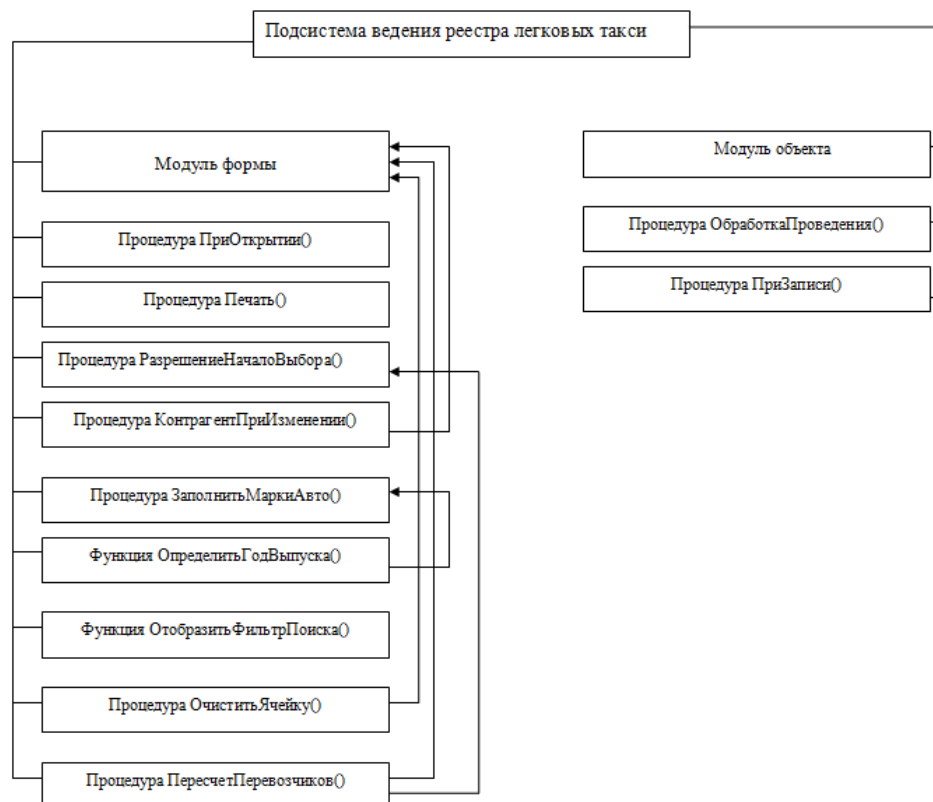 Подсистема ведения реестра легковых такси
Модуль формы
Процедура ПриОткрытии()
Процедура Печать()
Процедура РазрешениеНачалоВыбора()
Процедура КонтрагентПриИзменении()
Процедура ЗаполнитьМаркиАвто()
Функция ОпределитьГодВыпуска()
Функция ОтобразитьФильтрПоиска()
Процедура ОчиститьЯчейку()
Процедура ПересчетПеревозчиков()
Модуль объекта
Процедура ОбработкаПроведения()
Процедура ПриЗаписи()